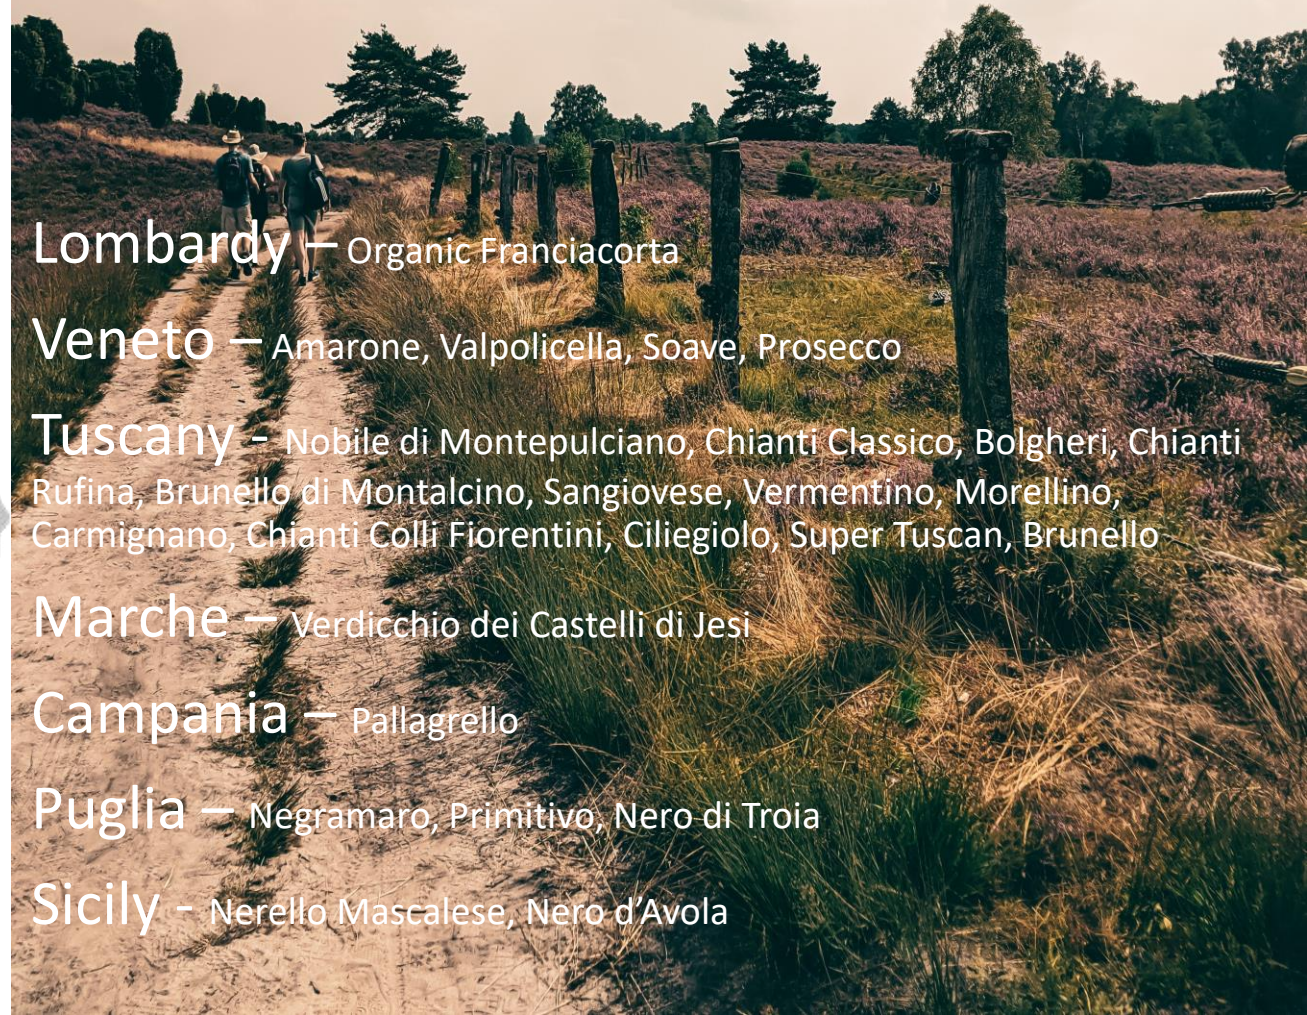 Lombardy – Organic Franciacorta
Veneto – Amarone, Valpolicella, Soave, Prosecco
Tuscany - Nobile di Montepulciano, Chianti Classico, Bolgheri, Chianti
Rufina, Brunello di Montalcino, Sangiovese, Vermentino, Morellino,
Carmignano, Chianti Colli Fiorentini, Ciliegiolo, Super Tuscan, Brunello
Marche – Verdicchio dei Castelli di Jesi
Campania – Pallagrello
Puglia – Negramaro, Primitivo, Nero di Troia
Sicily - Nerello Mascalese, Nero d’Avola